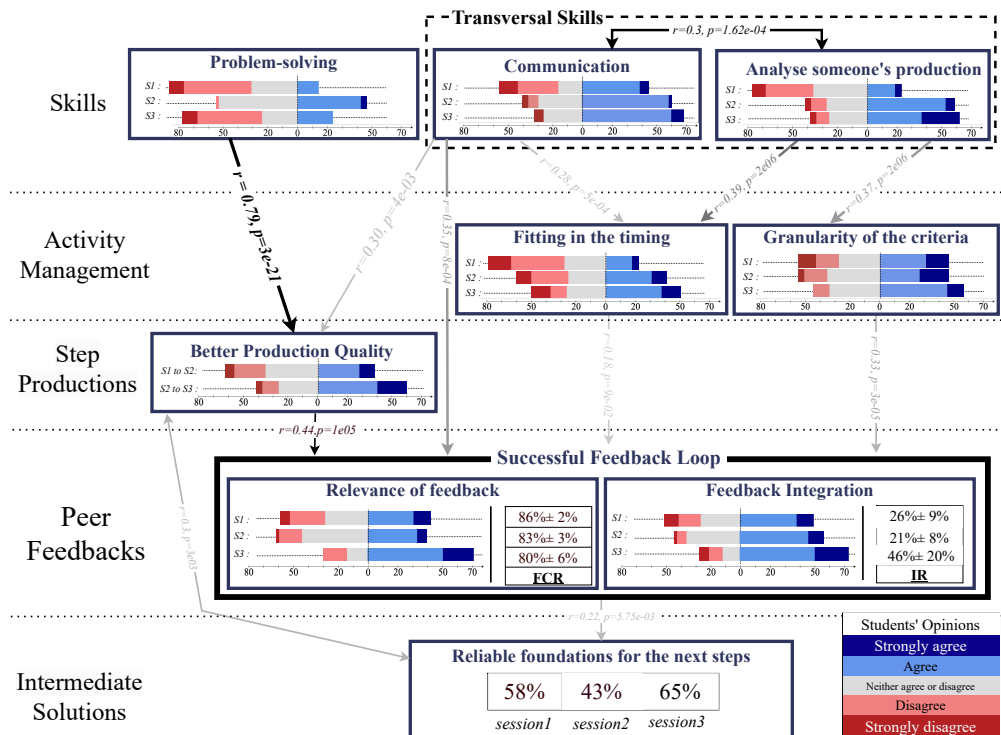 Transversal Skills
r=0.3, p=1.62e-04
Skills
Problem-solving
S1 :
S2 :
S3 :
80 50 20 0 20 50 70
Communication
S1 :
S2 :
S3 :
80 50 20 0 20 50 70
Analyse someone's production
S1 :
S2 :
S3 :
80 50 20 0 20 50 70
r = 0.79, p=3e-21
r=0.30, p=4e-03
r=0.35, p=8e-04
r=0.28, p=5e-04
r=0.39, p=2e06
r=0.37, p=2e06
Activity
Management
Fitting in the timing
S1 :
S2 :
S3 :
80 50 20 0 20 50 70
Granularity of the criteria
S1 :
S2 :
S3 :
80 50 20 0 20 50 70
Step
Productions
Better Production Quality
S1 to S2:
S2 to S3:
80 50 20 0 20 50 70
r=0.18, p=9e-02
r=0.33, p=3e-05
r=0.44,p=1e05
Peer
Feedbacks
Successful Feedback Loop
Relevance of feedback
S1 :
S2 :
S3 :
80 50 20 0 20 50 70
86%± 2%
83%± 3%
80%± 6%
FCR
Feedback Integration
S1 :
S2 :
S3 :
80 50 20 0 20 50 70
26%± 9%
21%± 8%
46%± 20%
IR
r=0.3, p=3e03
r=0.22, p=5.75e-03
Intermediate
Solutions
Reliable foundations for the next steps
58% 43% 65%
session1 session2 session3
Students' Opinions
Strongly agree
Agree
Neither agree or disagree
Disagree
Strongly disagree